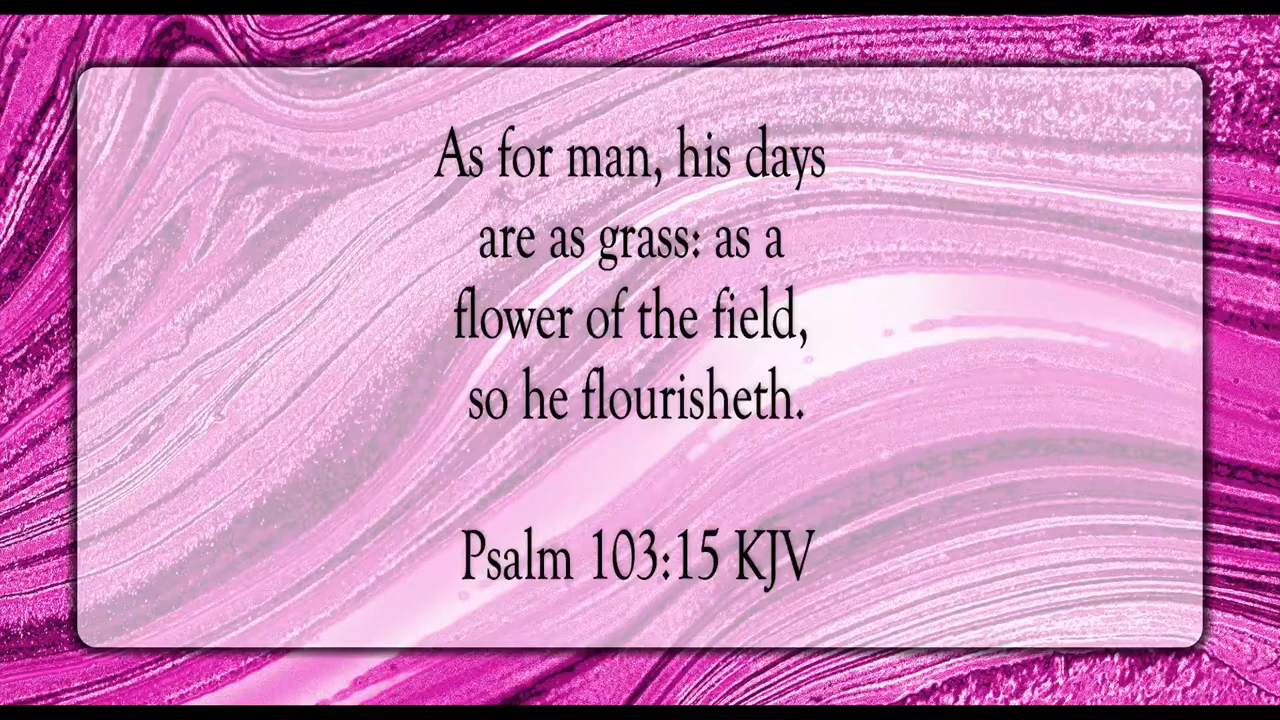 As for man, his days
are as grass: as a
flower of the field,
so he flourisheth.
Psalm 103:15 KJV